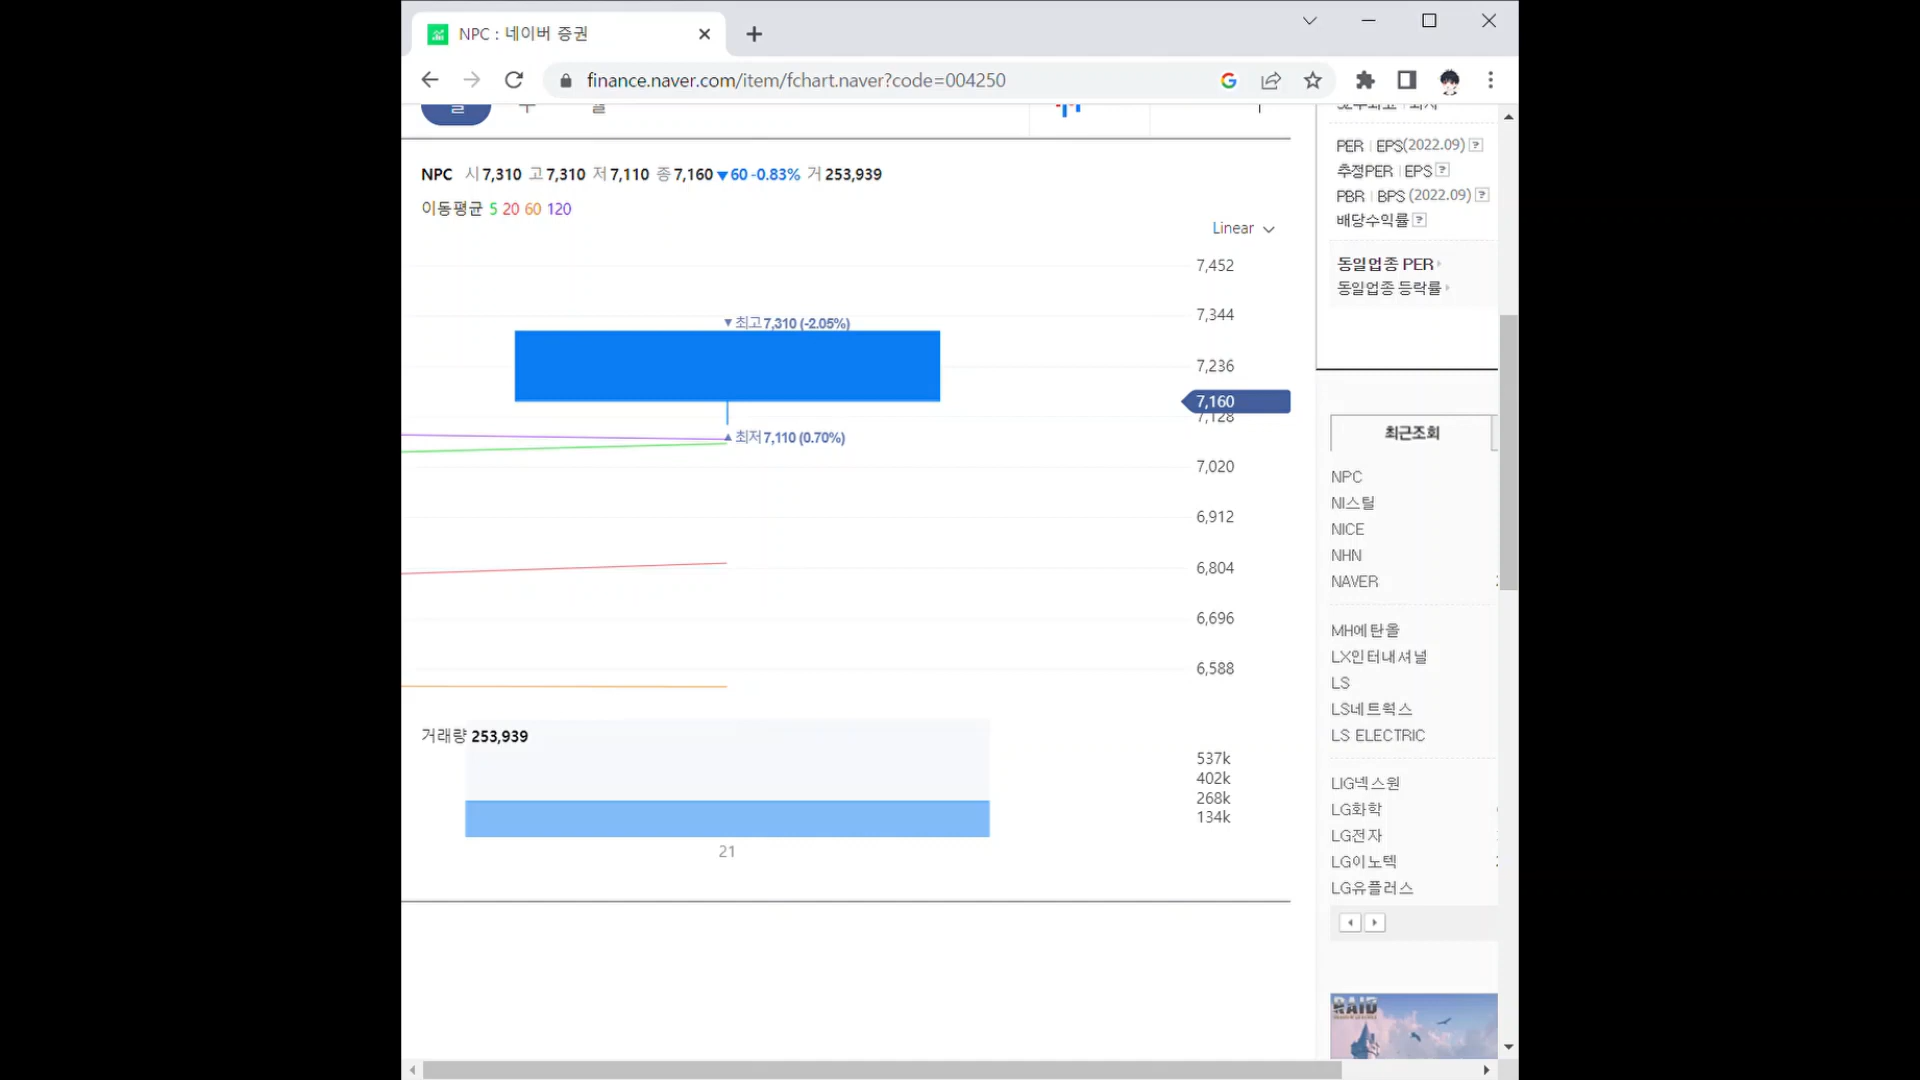 NPC : 네이버 증권
finance.naver.com/item/fchart.naver?code=004250
NPC 시 7,310 고 7,310 저 7,110 종 7,160 ▼60 -0.83% 거 253,939
이동평균 5 20 60 120
Linear
7,452
▼최고 7,310 (-2.05%)
7,344
7,236
7,160
7,128
▲최저 7,110 (0.70%)
7,020
6,912
6,804
6,696
6,588
거래량 253,939
537k
402k
268k
134k
21
PER | EPS(2022.09) ?
추정PER | EPS ?
PBR | BPS (2022.09) ?
배당수익률 ?
동일업종 PER
동일업종 등락률
최근조회
NPC
NI스틸
NICE
NHN
NAVER
MH에탄올
LX인터내셔널
LS
LS네트웍스
LS ELECTRIC
LIG넥스원
LG화학
LG전자
LG이노텍
LG유플러스
RAID